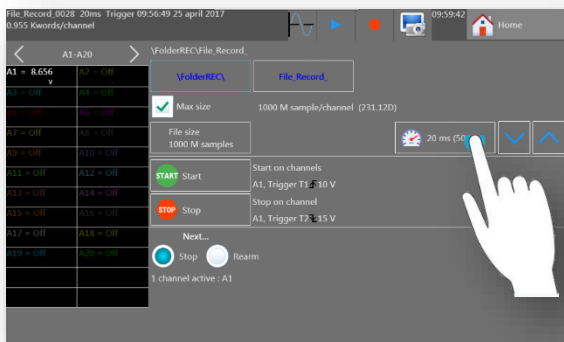 File_Record_0028 20ms Trigger 09:56:49 25 april 2017
0.955 Kwords/channel
09:59:42
Home
A1-A20
\FolderREC\File_Record_
A1 = 8.656
v
A2 = Off
\FolderREC\
File_Record_
A3 = Off
A4 = Off
A5 = Off
A6 = Off
Max size
1000 M sample/channel (231.12D)
A7 = Off
A8 = Off
File size
1000 M samples
20 ms (50
A9 = Off
A10 = Off
A11 = Off
A12 = Off
START Start
Start on channels
A1, Trigger T1 10 V
A13 = Off
A14 = Off
A15 = Off
A16 = Off
STOP Stop
Stop on channel
A1, Trigger T2 15 V
A17 = Off
A18 = Off
Next...
A19 = Off
A20 = Off
Stop
Rearm
1 channel active : A1